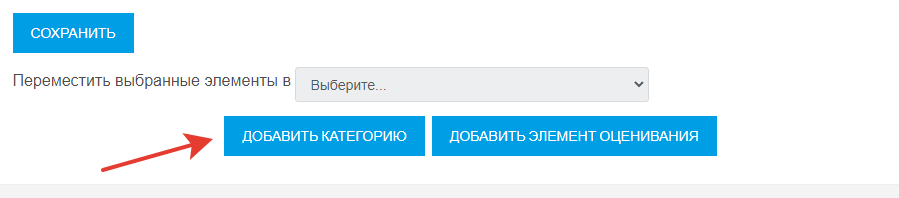 СОХРАНИТЬ
Переместить выбранные элементы в Выберите...
ДОБАВИТЬ КАТЕГОРИЮ ДОБАВИТЬ ЭЛЕМЕНТ ОЦЕНИВАНИЯ